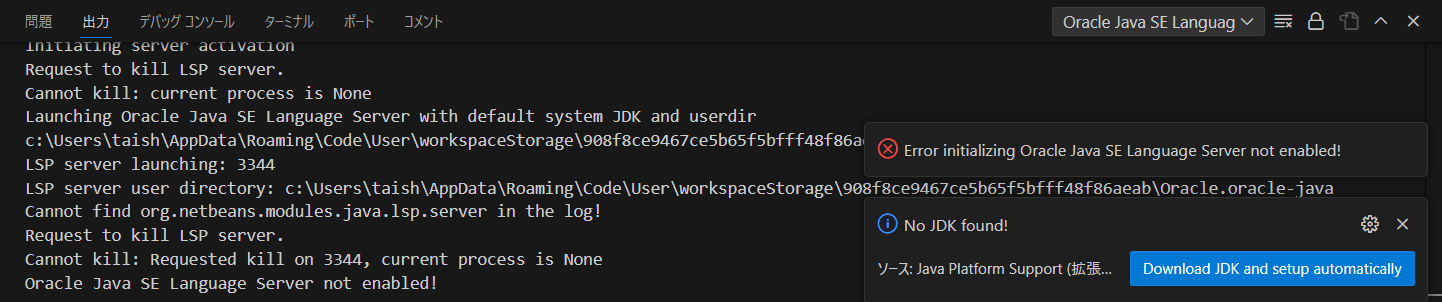 問題 出力 デバッグ コンソール ターミナル ポート コメント Oracle Java SE Languag
Initiating server activation
Request to kill LSP server.
Cannot kill: current process is None
Launching Oracle Java SE Language Server with default system JDK and userdir
c:\Users\taish\AppData\Roaming\Code\User\workspaceStorage\908f8ce9467ce5b65f5bfff48f86ae
LSP server launching: 3344
LSP server user directory: c:\Users\taish\AppData\Roaming\Code\User\workspaceStorage\908f8ce9467ce5b65f5bfff48f86aeab\Oracle.oracle-java
Cannot find org.netbeans.modules.java.lsp.server in the log!
Request to kill LSP server.
Cannot kill: Requested kill on 3344, current process is None
Oracle Java SE Language Server not enabled!
Error initializing Oracle Java SE Language Server not enabled!
No JDK found!
ソース: Java Platform Support (拡張...
Download JDK and setup automatically